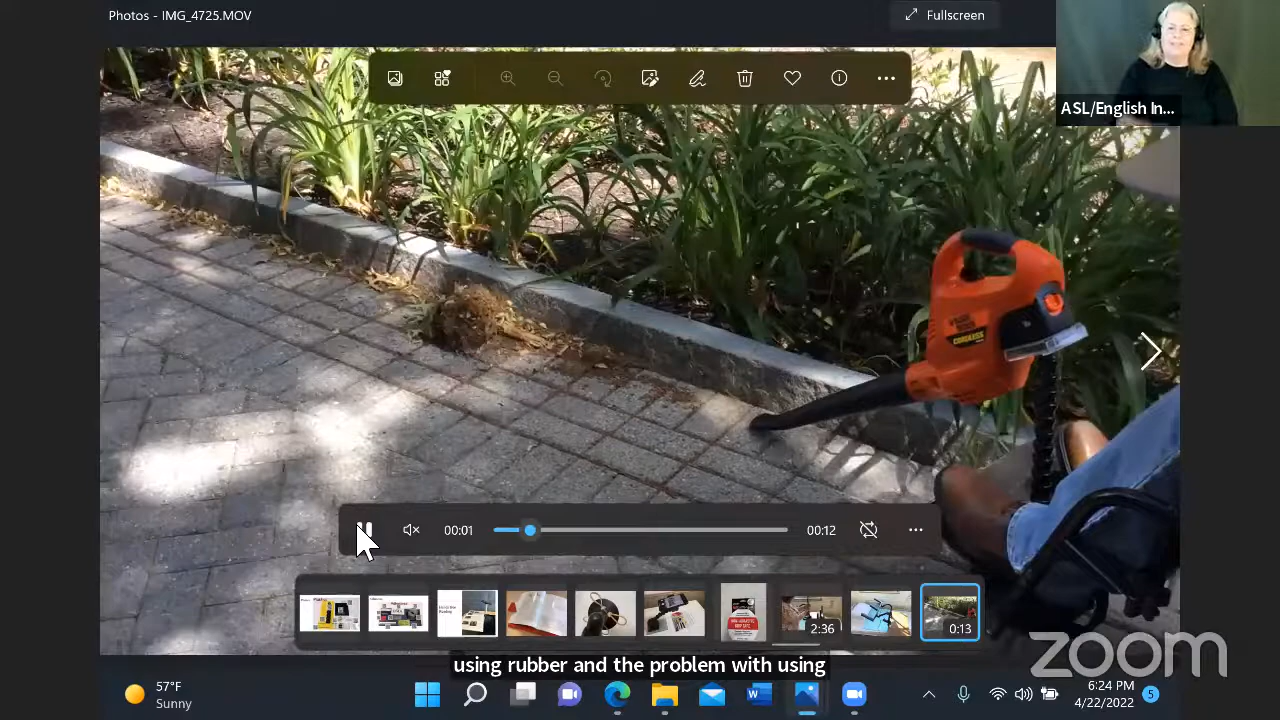 Photos - IMG_4725.MOV
Fullscreen
ASL/English In...
CORDLESS
00:01
00:12
2:36
0:13
zoom
using rubber and the problem with using
57°F
Sunny
6:24 PM
4/22/2022
5